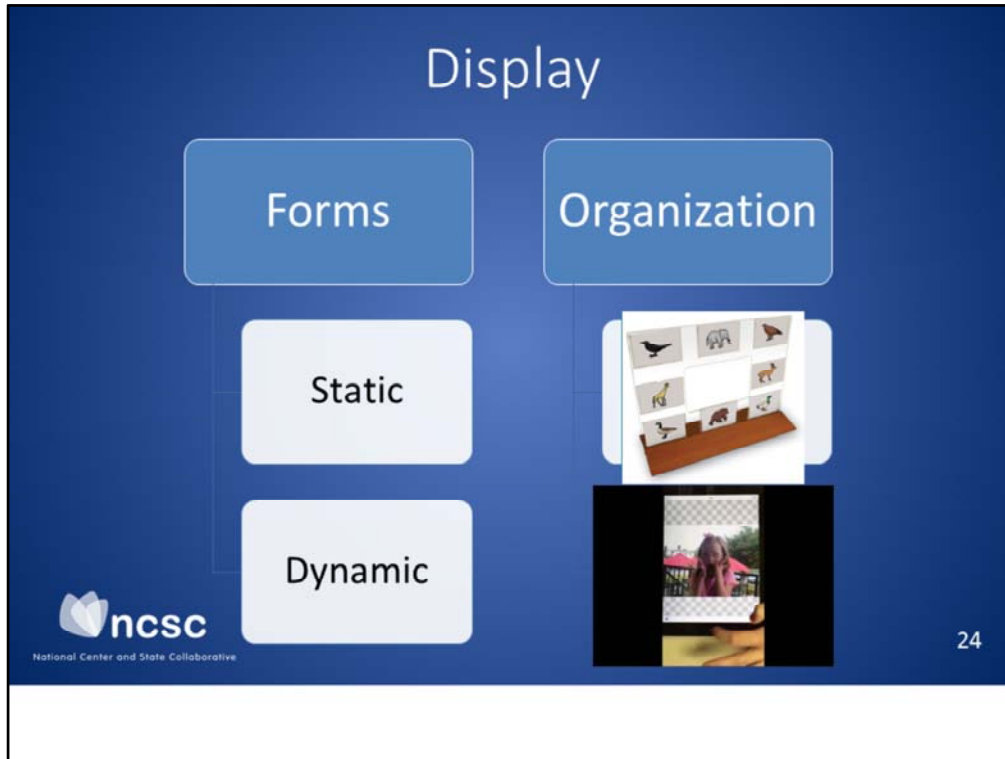 Display
Forms
Organization
Static
Dynamic
ncsc
National Center and State Collaborative
24